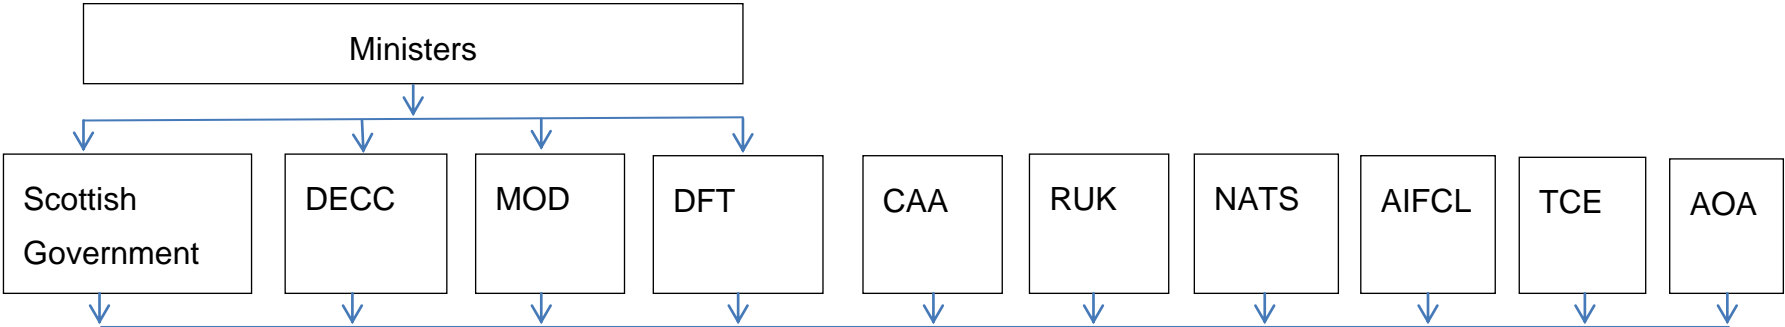 Ministers
Scottish
Government
DECC
MOD
DFT
CAA
RUK
NATS
AIFCL
TCE
AOA